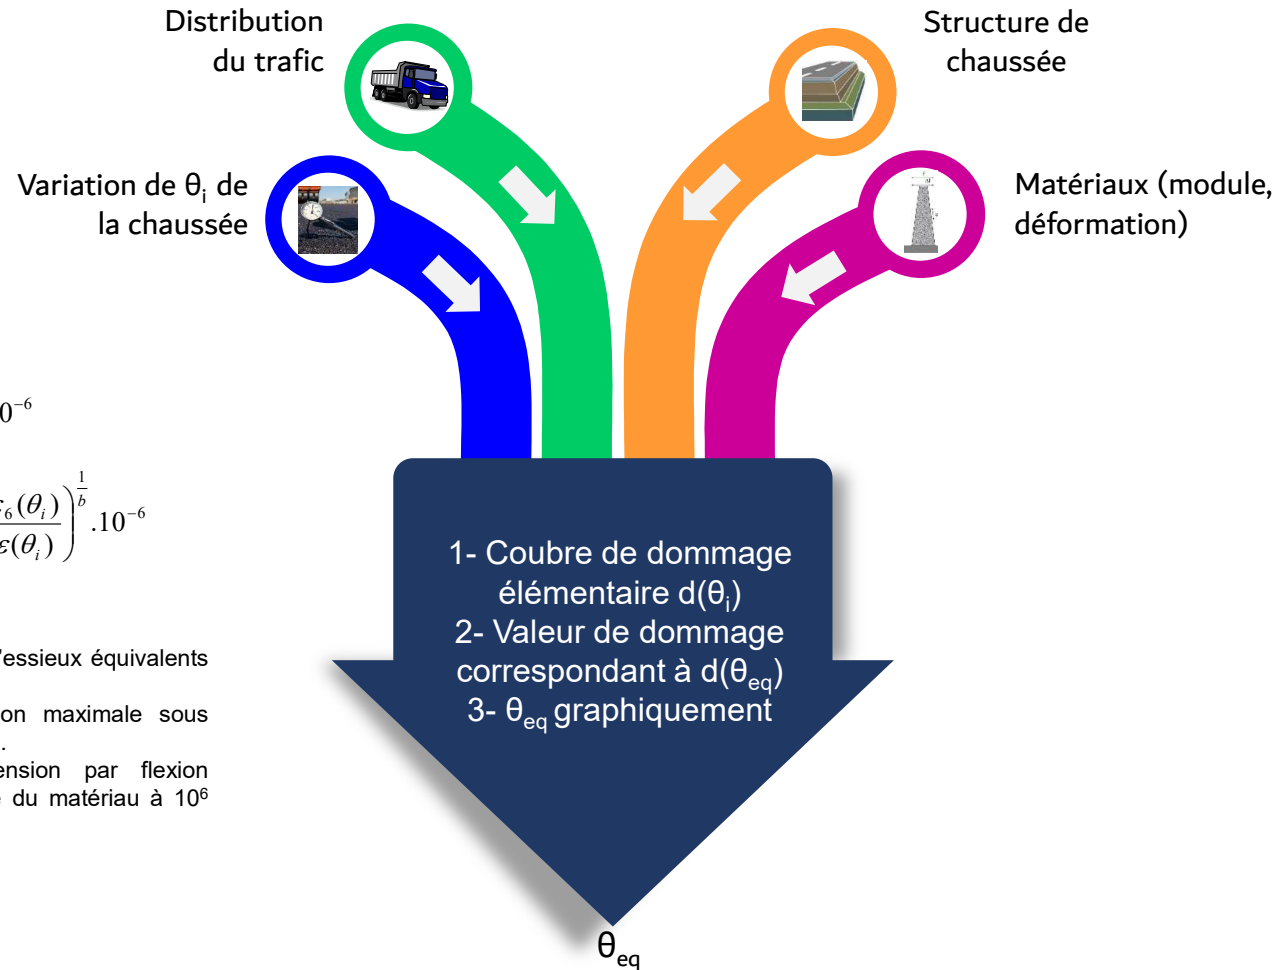 Distribution
du trafic
Structure de
chaussée
Variation de θᵢ de
la chaussée
Matériaux (module,
déformation)
0⁻⁶
ε₆(θᵢ)
ε(θᵢ)
)^(1/b) .10⁻⁶
'essieux équivalents
on maximale sous
.
ension par flexion
du matériau à 10⁶
1- Coubre de dommage
élémentaire d(θᵢ)
2- Valeur de dommage
correspondant à d(θeq)
3- θeq graphiquement
θeq